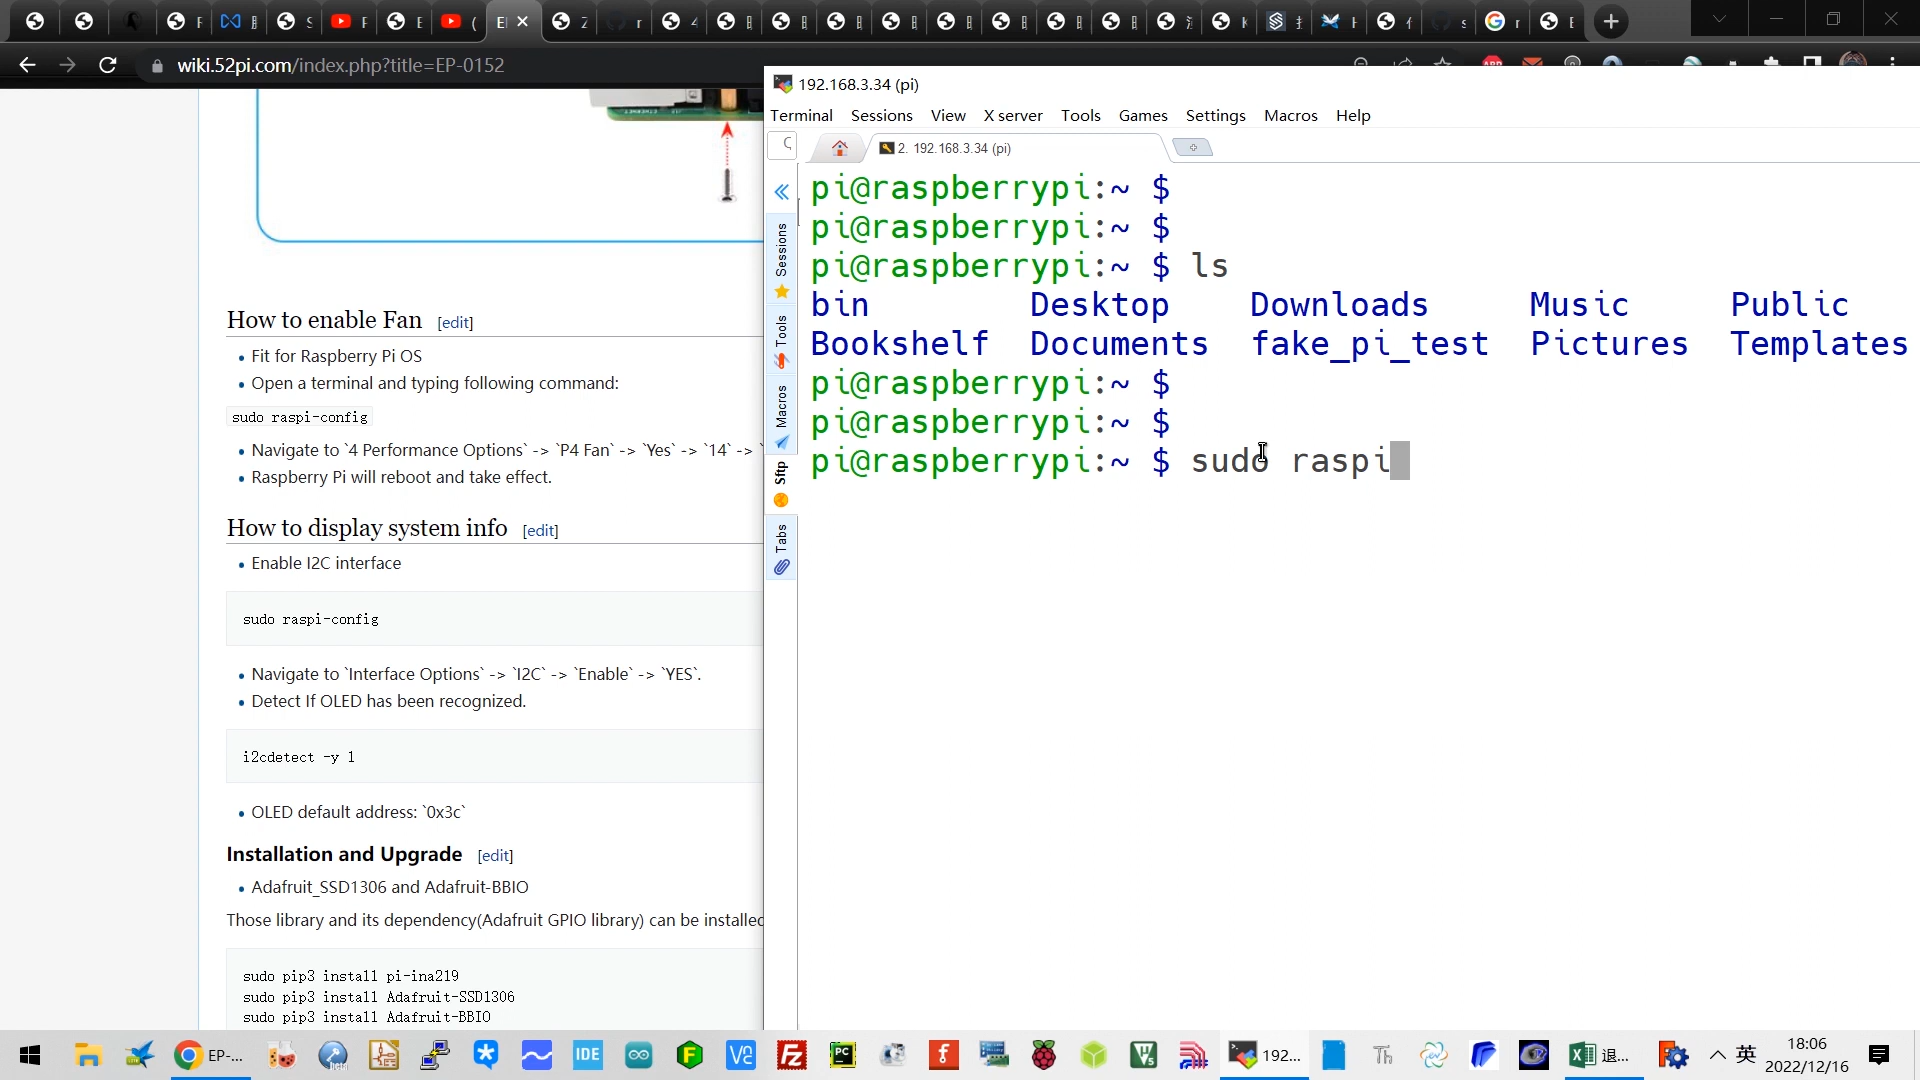 EP-0152
wiki.52pi.com/index.php?title=EP-0152
192.168.3.34 (pi)
Terminal Sessions View X server Tools Games Settings Macros Help
2. 192.168.3.34 (pi)
pi@raspberrypi:~ $
pi@raspberrypi:~ $
pi@raspberrypi:~ $ ls
bin Desktop Downloads Music Public
Bookshelf Documents fake_pi_test Pictures Templates
pi@raspberrypi:~ $
pi@raspberrypi:~ $
pi@raspberrypi:~ $ sudo raspi
Sessions
Tools
Macros
Sftp
Tabs
How to enable Fan [edit]
Fit for Raspberry Pi OS
Open a terminal and typing following command:
sudo raspi-config
Navigate to `4 Performance Options` -> `P4 Fan` -> `Yes` -> `14` -> `
Raspberry Pi will reboot and take effect.
How to display system info [edit]
Enable I2C interface
sudo raspi-config
Navigate to `Interface Options` -> `I2C` -> `Enable` -> `YES`.
Detect If OLED has been recognized.
i2cdetect -y 1
OLED default address: `0x3c`
Installation and Upgrade [edit]
Adafruit_SSD1306 and Adafruit-BBIO
Those library and its dependency(Adafruit GPIO library) can be installed
sudo pip3 install pi-ina219
sudo pip3 install Adafruit-SSD1306
sudo pip3 install Adafruit-BBIO
EP-...
IDE
PC
192...
Th
退...
英
18:06
2022/12/16